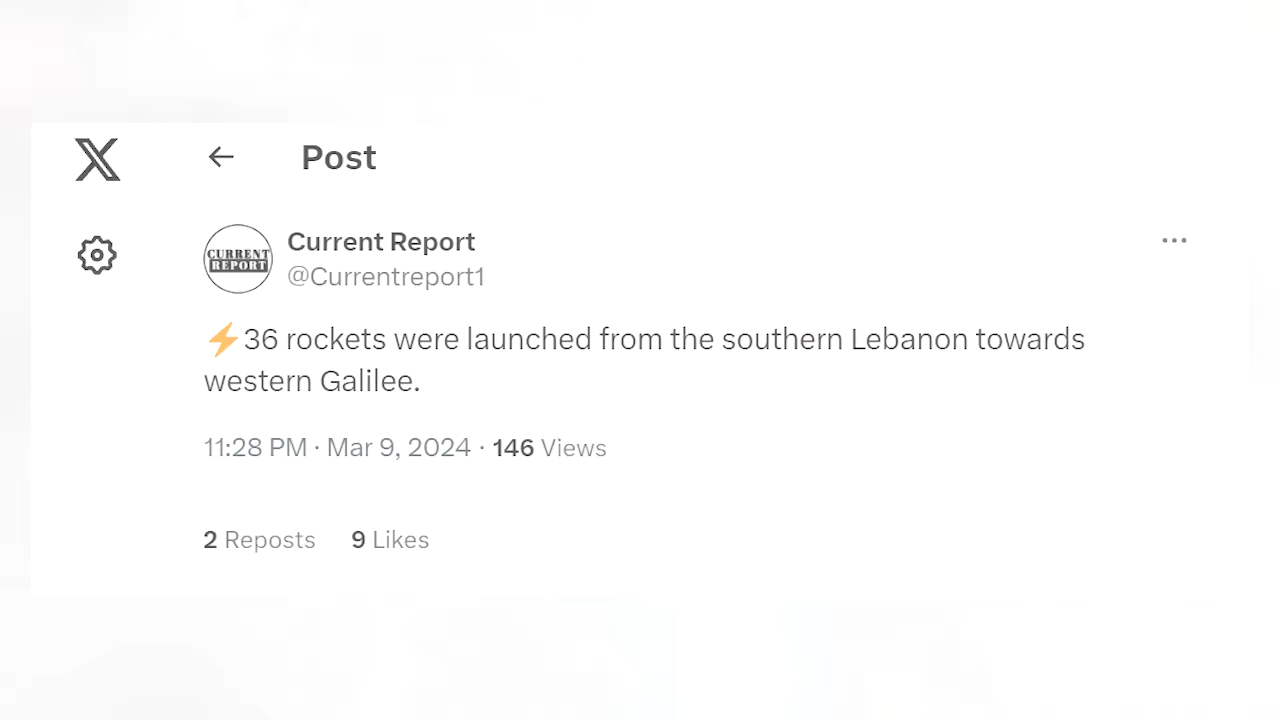 Post
CURRENT
REPORT
Current Report
@Currentreport1
⚡36 rockets were launched from the southern Lebanon towards
western Galilee.
11:28 PM · Mar 9, 2024 · 146 Views
2 Reposts 9 Likes